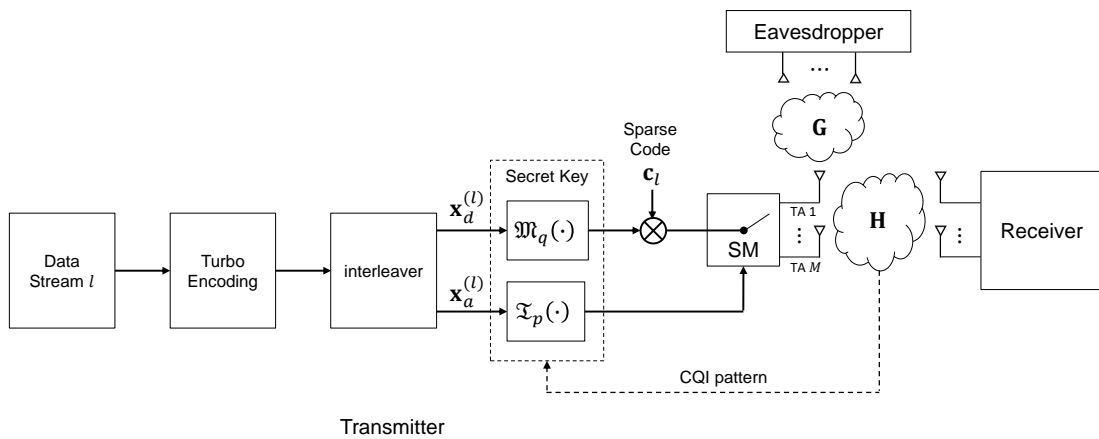 Eavesdropper
...
𝐆
Sparse
Code
𝐜_l
Secret Key
𝐱_d^(l)
𝔐_q(·)
TA 1
⋮
SM
TA M
𝐇
⋮
Receiver
Data
Stream l
Turbo
Encoding
interleaver
𝐱_a^(l)
𝔗_p(·)
CQI pattern
Transmitter